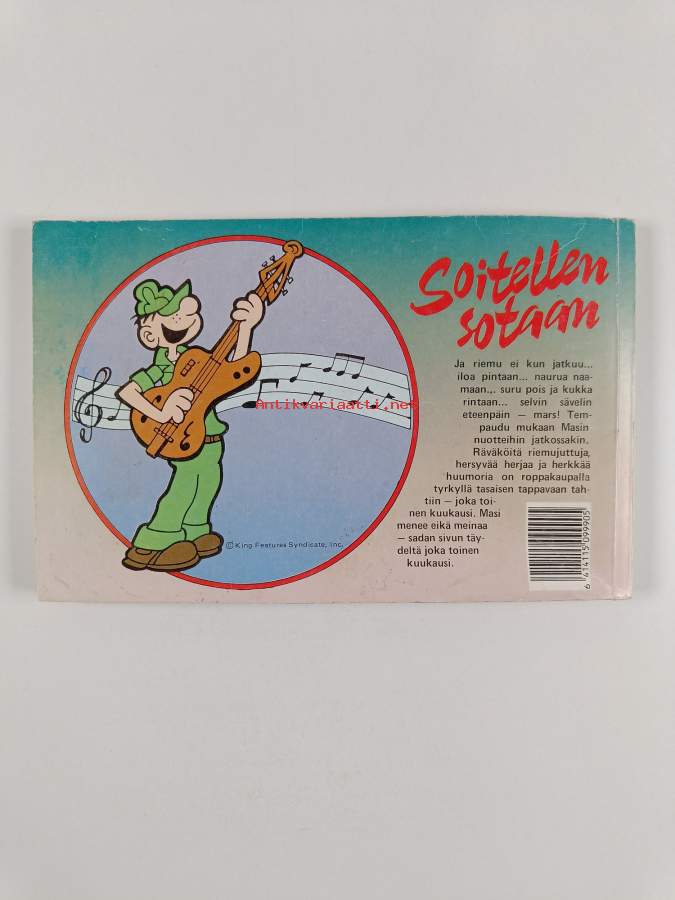 Soitellen
sotaan
Ja riemu ei kun jatkuu...
iloa pintaan... naurua naa-
maan... suru pois ja kukka
rintaan... selvin sävelin
eteenpäin — mars! Tem-
paudu mukaan Masin
nuotteihin jatkossakin.
Räväköitä riemujuttuja,
hersyvää herjaa ja herkkää
huumoria on roppakaupalla
tyrkyllä tasaisen tappavaan tah-
tiin — joka toi-
nen kuukausi. Masi
menee eikä meinaa
— sadan sivun täy-
deltä joka toinen
kuukausi.
© King Features Syndicate, Inc.
Antikvariaatti.net
6 414115 099905